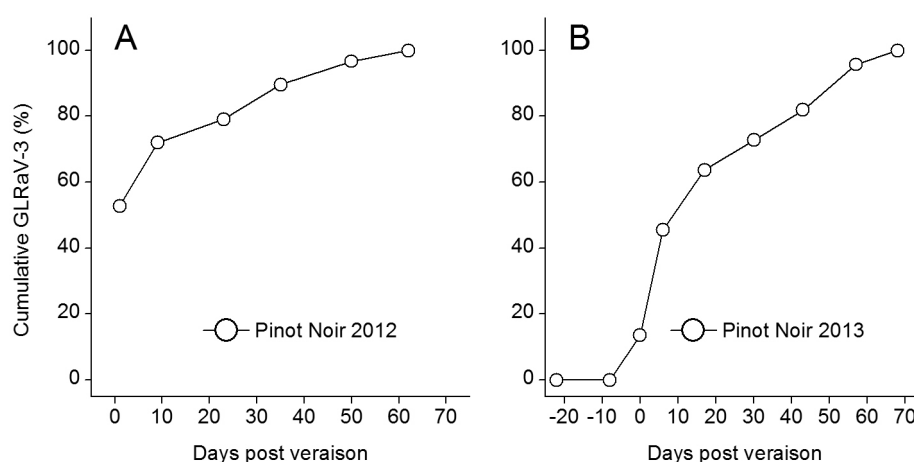 A
Cumulative GLRaV-3 (%)
100
80
60
40
20
0
Pinot Noir 2012
0 10 20 30 40 50 60 70
Days post veraison
B
100
80
60
40
20
0
Pinot Noir 2013
-20 -10 0 10 20 30 40 50 60 70
Days post veraison